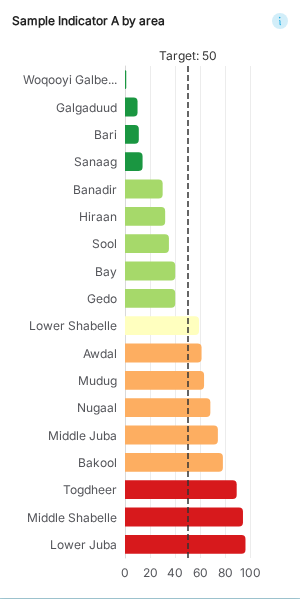 Sample Indicator A by area
i
Target: 50
Woqooyi Galbe...
Galgaduud
Bari
Sanaag
Banadir
Hiraan
Sool
Bay
Gedo
Lower Shabelle
Awdal
Mudug
Nugaal
Middle Juba
Bakool
Togdheer
Middle Shabelle
Lower Juba
0 20 40 60 80 100